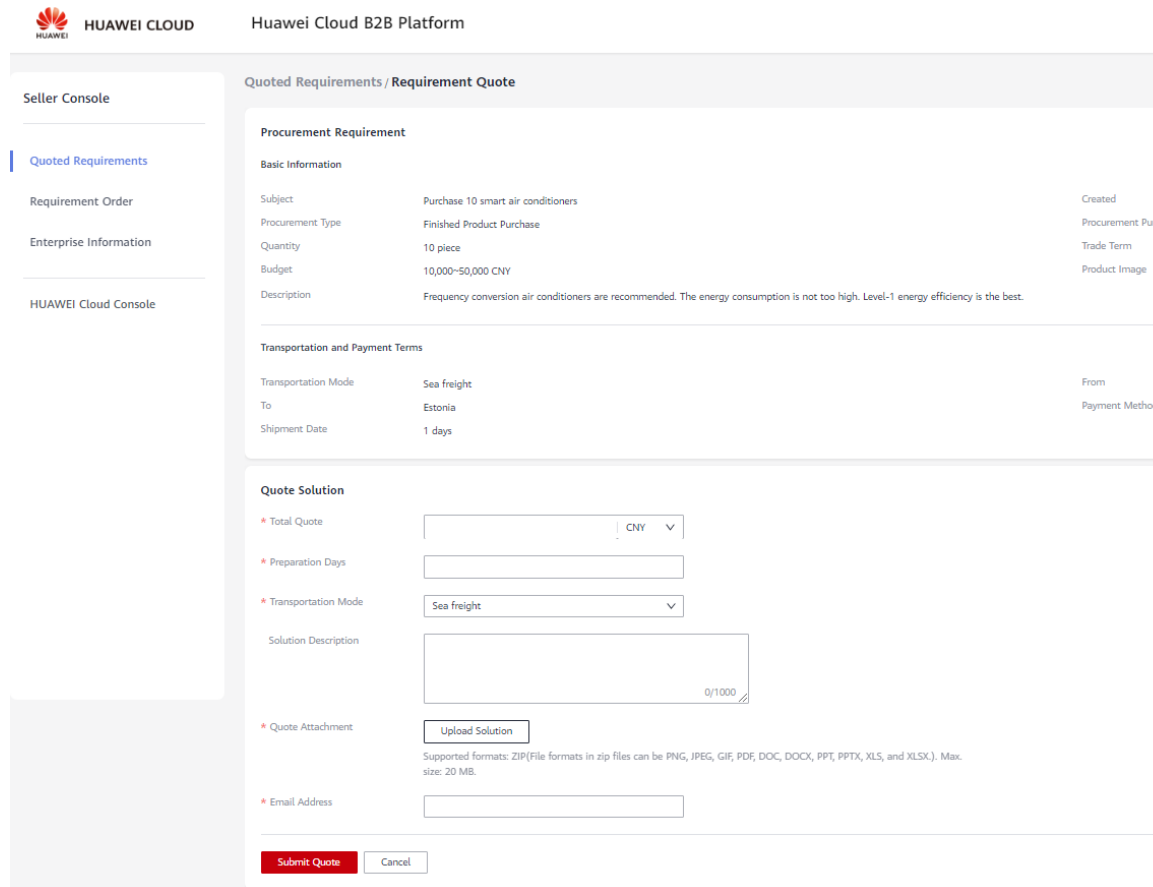 HUAWEI
HUAWEI CLOUD
Huawei Cloud B2B Platform
Seller Console
Quoted Requirements
Requirement Order
Enterprise Information
HUAWEI Cloud Console
Quoted Requirements / Requirement Quote
Procurement Requirement
Basic Information
Subject Purchase 10 smart air conditioners Created
Procurement Type Finished Product Purchase Procurement Pu
Quantity 10 piece Trade Term
Budget 10,000~50,000 CNY Product Image
Description Frequency conversion air conditioners are recommended. The energy consumption is not too high. Level-1 energy efficiency is the best.
Transportation and Payment Terms
Transportation Mode Sea freight From
To Estonia Payment Metho
Shipment Date 1 days
Quote Solution
* Total Quote CNY
* Preparation Days
* Transportation Mode Sea freight
Solution Description
0/1000
* Quote Attachment Upload Solution
Supported formats: ZIP(File formats in zip files can be PNG, JPEG, GIF, PDF, DOC, DOCX, PPT, PPTX, XLS, and XLSX.). Max.
size: 20 MB.
* Email Address
Submit Quote Cancel